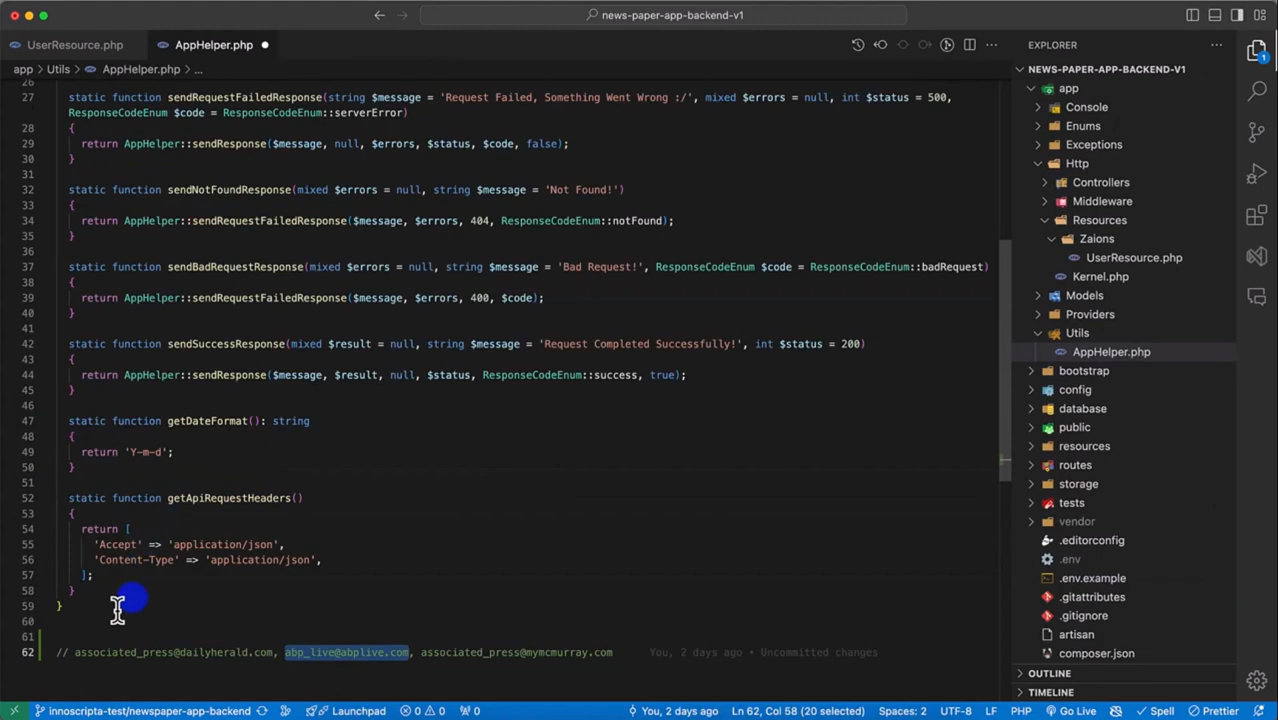 news-paper-app-backend-v1
UserResource.php
AppHelper.php
app > Utils > AppHelper.php > ...
26
27 static function sendRequestFailedResponse(string $message = 'Request Failed, Something Went Wrong :/', mixed $errors = null, int $status = 500,
ResponseCodeEnum $code = ResponseCodeEnum::serverError)
28 {
29 return AppHelper::sendResponse($message, null, $errors, $status, $code, false);
30 }
31
32 static function sendNotFoundResponse(mixed $errors = null, string $message = 'Not Found!')
33 {
34 return AppHelper::sendRequestFailedResponse($message, $errors, 404, ResponseCodeEnum::notFound);
35 }
36
37 static function sendBadRequestResponse(mixed $errors = null, string $message = 'Bad Request!', ResponseCodeEnum $code = ResponseCodeEnum::badRequest)
38 {
39 return AppHelper::sendRequestFailedResponse($message, $errors, 400, $code);
40 }
41
42 static function sendSuccessResponse(mixed $result = null, string $message = 'Request Completed Successfully!', int $status = 200)
43 {
44 return AppHelper::sendResponse($message, $result, null, $status, ResponseCodeEnum::success, true);
45 }
46
47 static function getDateFormat(): string
48 {
49 return 'Y-m-d';
50 }
51
52 static function getApiRequestHeaders()
53 {
54 return [
55 'Accept' => 'application/json',
56 'Content-Type' => 'application/json',
57 ];
58 }
59 }
60
61
62 // associated_press@dailyherald.com, abp_live@abplive.com, associated_press@mymcmurray.com You, 2 days ago • Uncommitted changes
EXPLORER
NEWS-PAPER-APP-BACKEND-V1
app
Console
Enums
Exceptions
Http
Controllers
Middleware
Resources
Zaions
UserResource.php
Kernel.php
Models
Providers
Utils
AppHelper.php
bootstrap
config
database
public
resources
routes
storage
tests
vendor
.editorconfig
.env
.env.example
.gitattributes
.gitignore
artisan
composer.json
OUTLINE
TIMELINE
1
innoscripta-test/newspaper-app-backend Launchpad 0 0 0 You, 2 days ago Ln 62, Col 58 (20 selected) Spaces: 2 UTF-8 LF PHP Go Live Spell Prettier